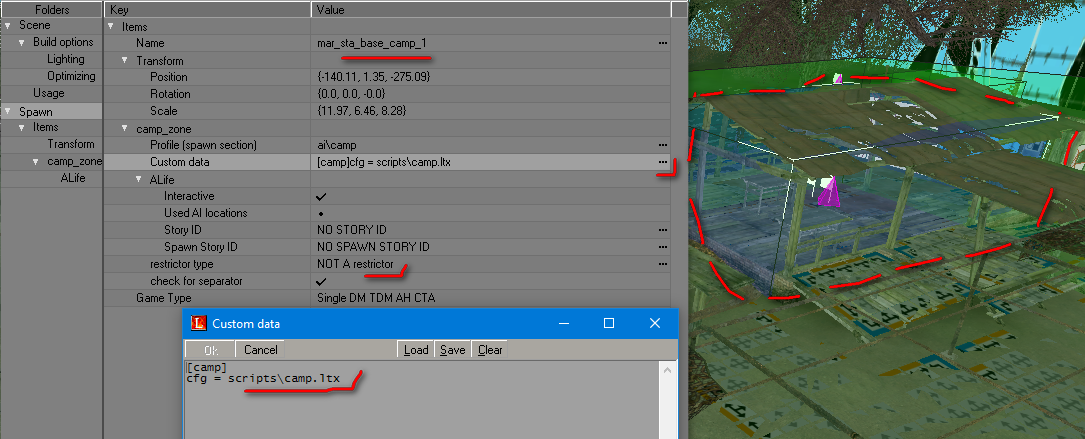 Folders Key Value
Scene Items
Build options Name mar_sta_base_camp_1 ...
Lighting Transform
Optimizing Position {-140.11, 1.35, -275.09}
Usage Rotation {0.0, 0.0, -0.0}
Scale {11.97, 6.46, 8.28}
Spawn
Items camp_zone
Transform Profile (spawn section) ai\camp ...
camp_zone Custom data [camp]cfg = scripts\camp.ltx ...
ALife ALife
Interactive
Used AI locations
Story ID NO STORY ID ...
Spawn Story ID NO SPAWN STORY ID ...
restrictor type NOT A restrictor ...
check for separator
Game Type Single DM TDM AH CTA
L Custom data
Ok Cancel Load Save Clear
[camp]
cfg = scripts\camp.ltx